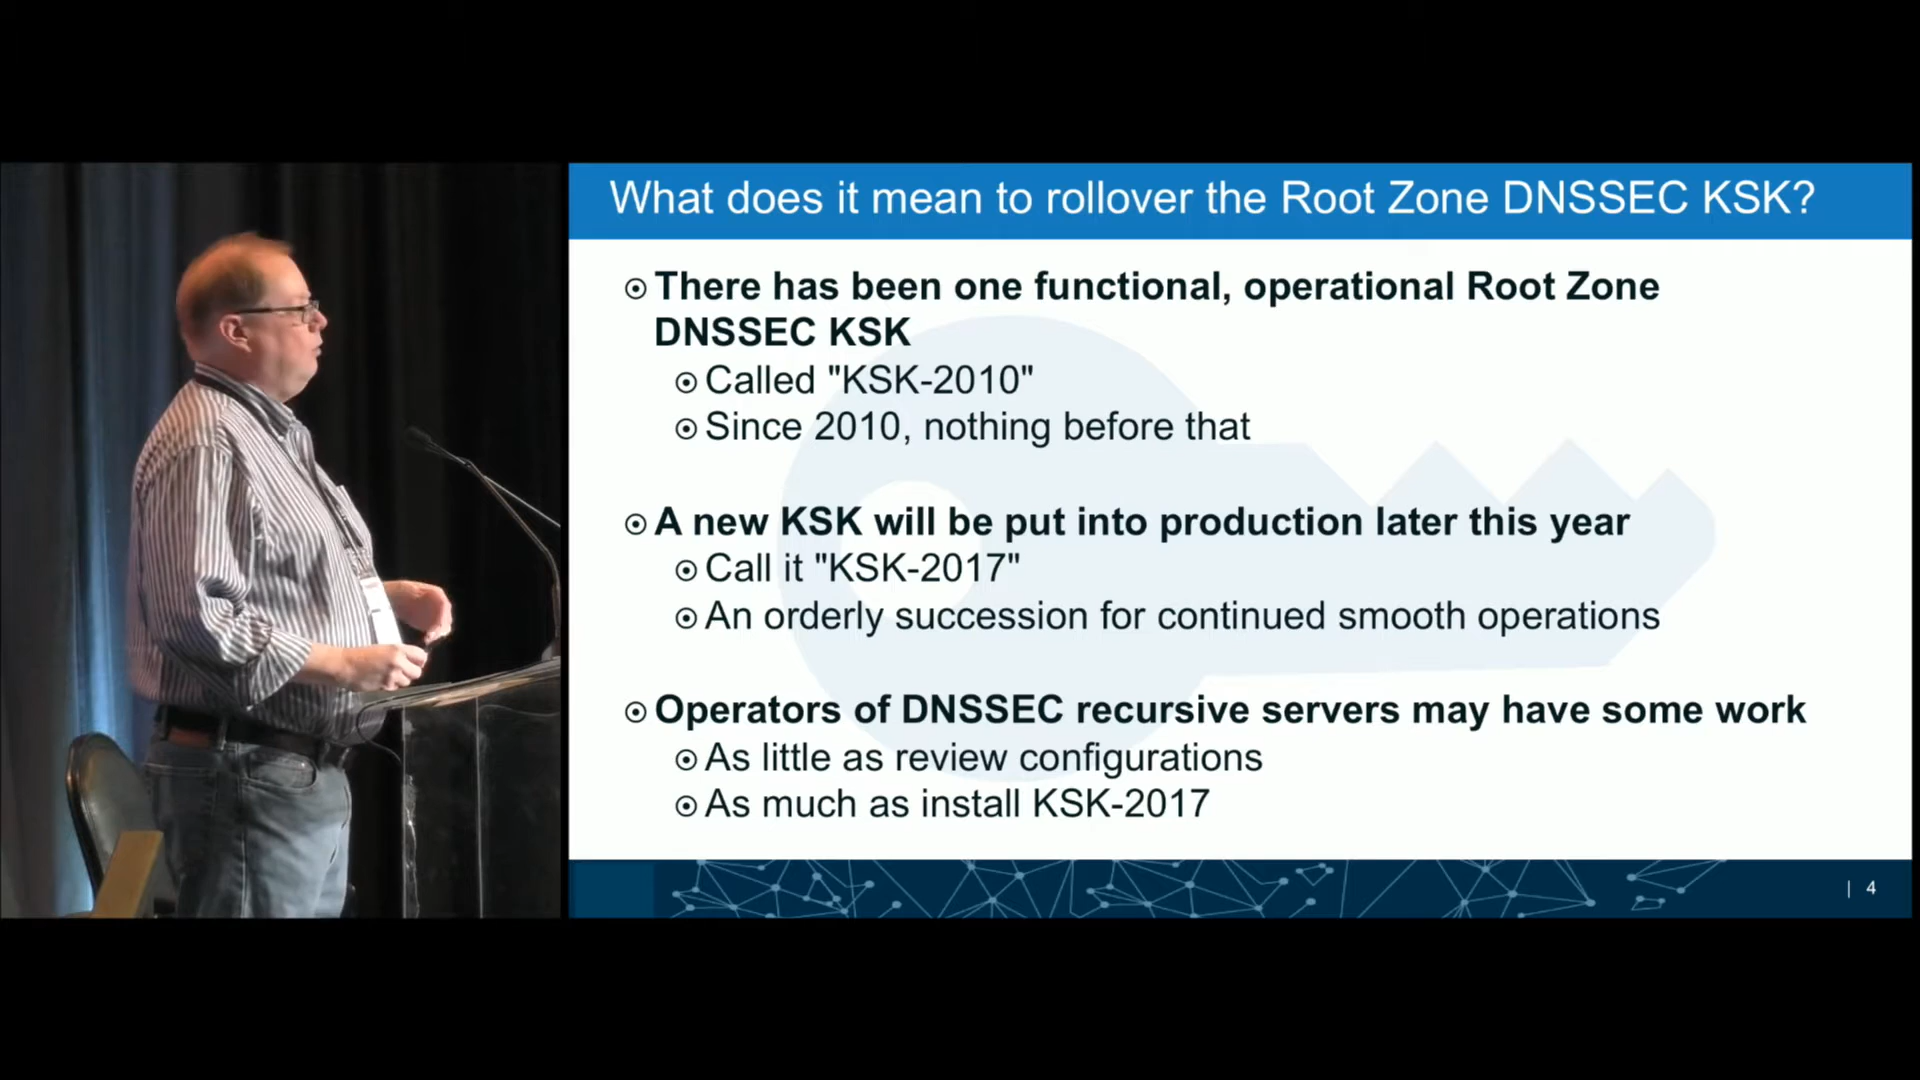 What does it mean to rollover the Root Zone DNSSEC KSK?
There has been one functional, operational Root Zone
DNSSEC KSK
Called "KSK-2010"
Since 2010, nothing before that
A new KSK will be put into production later this year
Call it "KSK-2017"
An orderly succession for continued smooth operations
Operators of DNSSEC recursive servers may have some work
As little as review configurations
As much as install KSK-2017
| 4